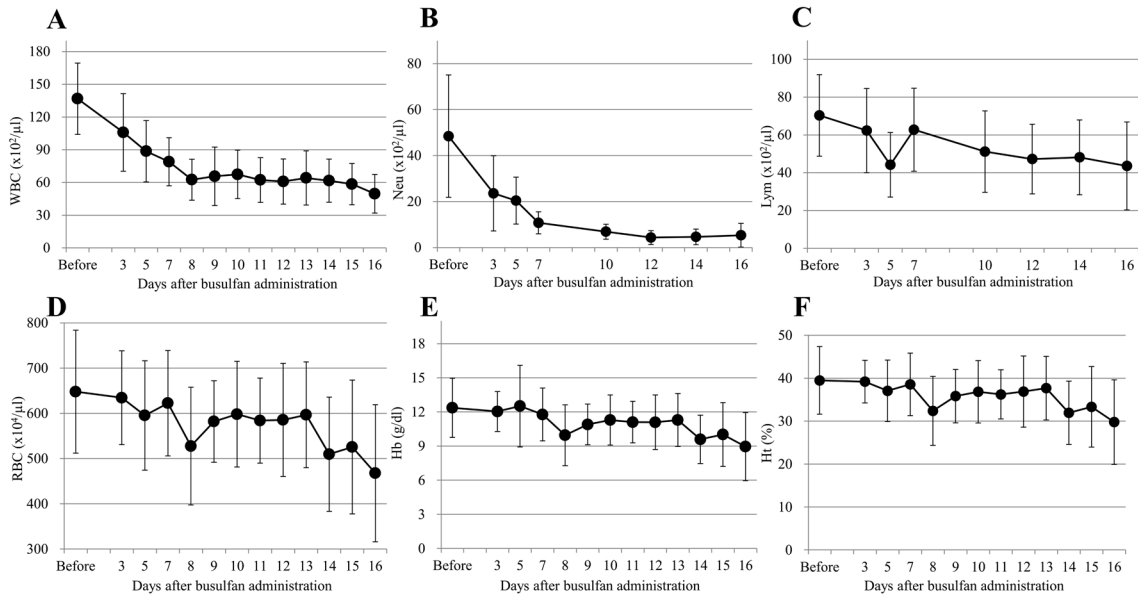 A
WBC (x10²/μl)
180
150
120
90
60
30
0
Before 3 5 7 8 9 10 11 12 13 14 15 16
Days after busulfan administration
B
Neu (x10²/μl)
80
60
40
20
0
Before 3 5 7 10 12 14 16
Days after busulfan administration
C
Lym (x10²/μl)
100
80
60
40
20
0
Before 3 5 7 10 12 14 16
Days after busulfan administration
D
RBC (x10⁴/μl)
800
700
600
500
400
300
Before 3 5 7 8 9 10 11 12 13 14 15 16
Days after busulfan administration
E
Hb (g/dl)
18
15
12
9
6
3
0
Before 3 5 7 8 9 10 11 12 13 14 15 16
Days after busulfan administration
F
Ht (%)
50
40
30
20
10
0
Before 3 5 7 8 9 10 11 12 13 14 15 16
Days after busulfan administration